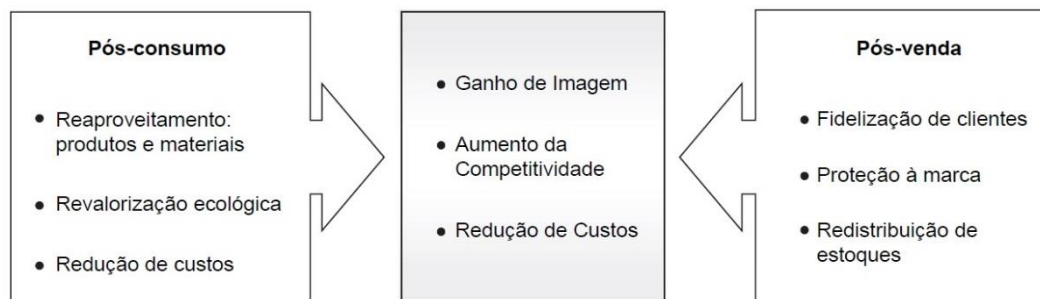 Pós-consumo
• Reaproveitamento:
produtos e materiais
• Revalorização ecológica
• Redução de custos
• Ganho de Imagem
• Aumento da
Competitividade
• Redução de Custos
Pós-venda
• Fidelização de clientes
• Proteção à marca
• Redistribuição de
estoques